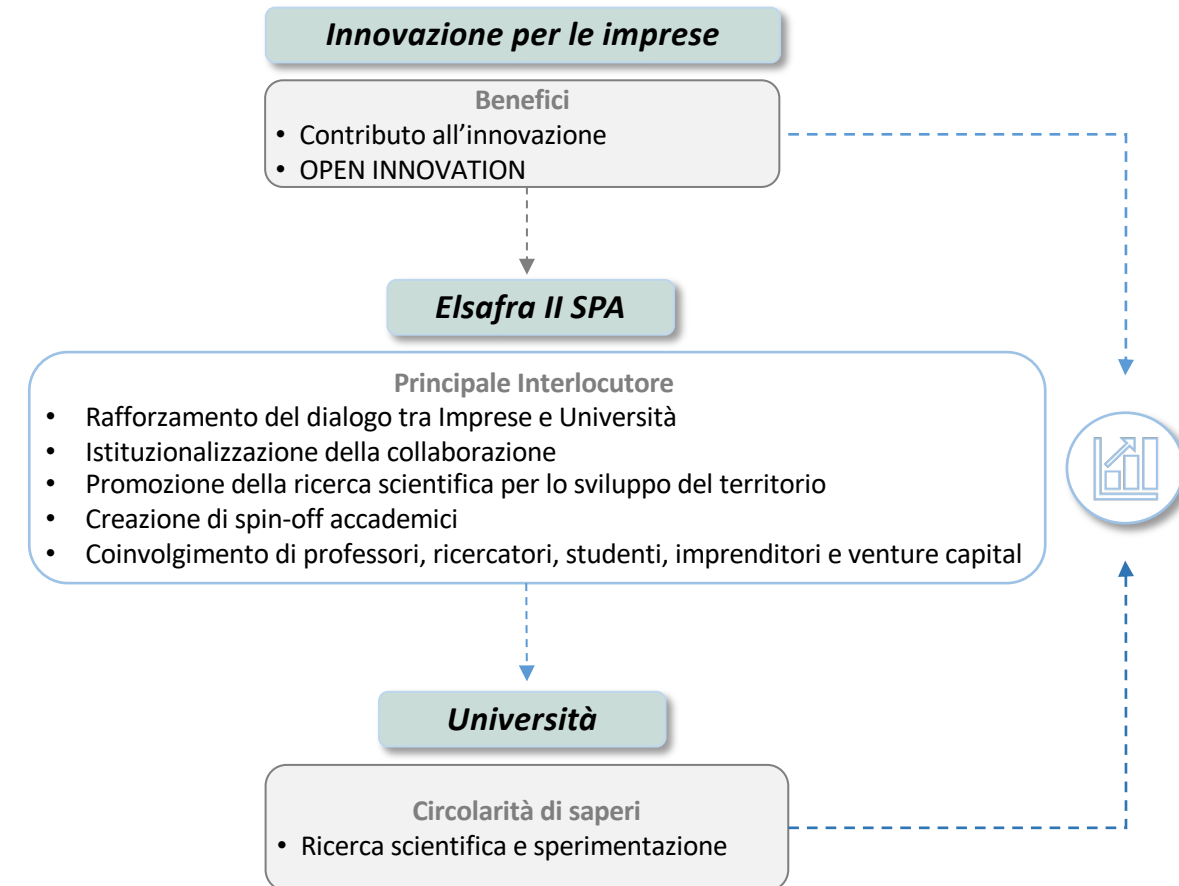 Innovazione per le imprese
Benefici
• Contributo all’innovazione
• OPEN INNOVATION
Elsafra II SPA
Principale Interlocutore
• Rafforzamento del dialogo tra Imprese e Università
• Istituzionalizzazione della collaborazione
• Promozione della ricerca scientifica per lo sviluppo del territorio
• Creazione di spin-off accademici
• Coinvolgimento di professori, ricercatori, studenti, imprenditori e venture capital
Università
Circolarità di saperi
• Ricerca scientifica e sperimentazione